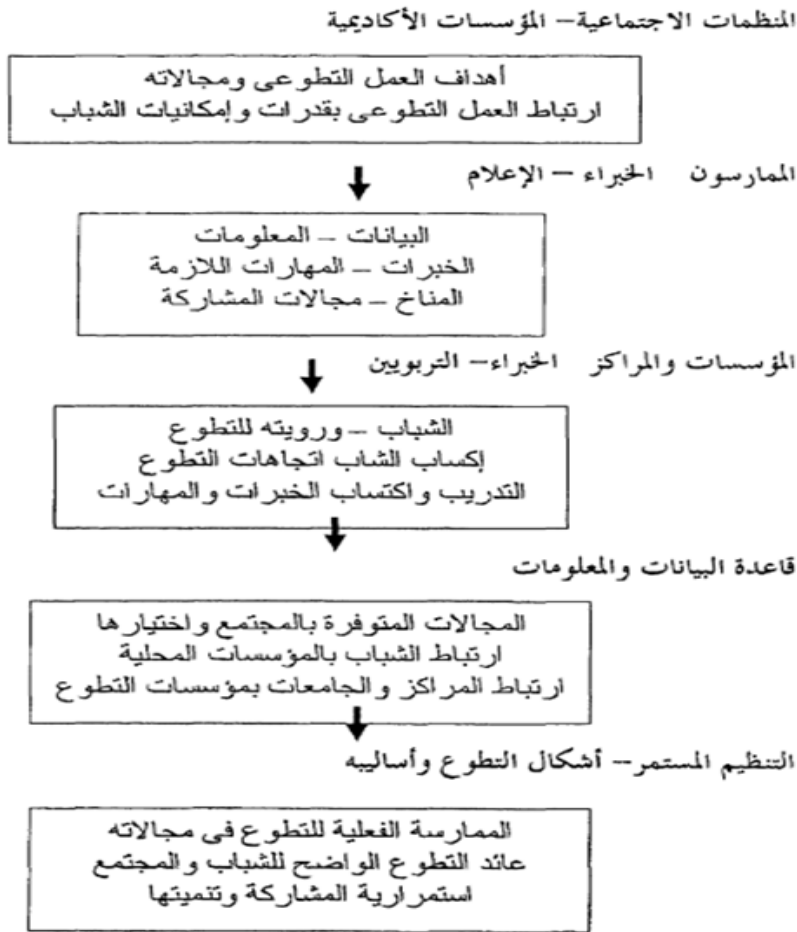 المنظمات الاجتماعية – المؤسسات الأكاديمية
أهداف العمل التطوعى ومجالاته
ارتباط العمل التطوعى بقدرات وإمكانيات الشباب
الممارسون الخبراء – الإعلام
البيانات – المعلومات
الخبرات – المهارات اللازمة
المناخ – مجالات المشاركة
المؤسسات والمراكز الخبراء – التربويين
الشباب – ورويته للتطوع
إكساب الشاب اتجاهات التطوع
التدريب واكتساب الخبرات والمهارات
قاعدة البيانات والمعلومات
المجالات المتوفرة بالمجتمع واختيارها
ارتباط الشباب بالمؤسسات المحلية
ارتباط المراكز والجامعات بمؤسسات التطوع
التنظيم المستمر – أشكال التطوع وأساليبه
الممارسة الفعلية للتطوع فى مجالاته
عائد التطوع الواضح للشباب والمجتمع
استمرارية المشاركة وتنميتها